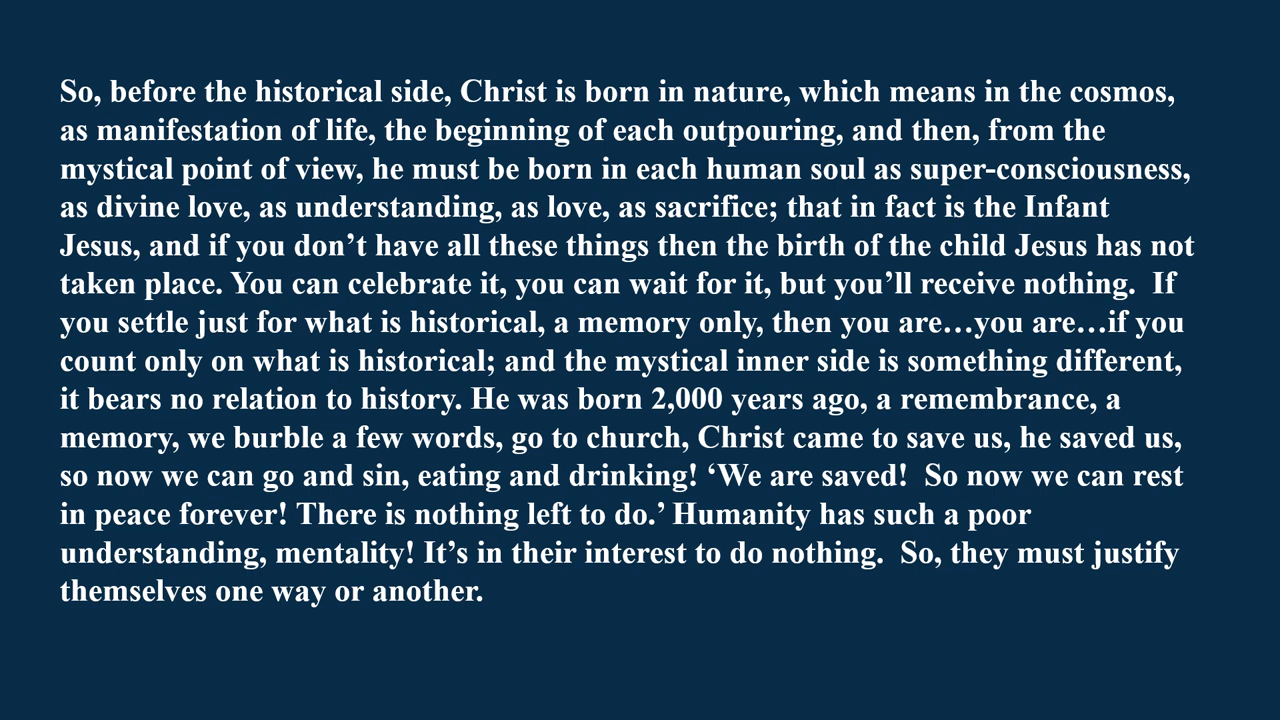 So, before the historical side, Christ is born in nature, which means in the cosmos,
as manifestation of life, the beginning of each outpouring, and then, from the
mystical point of view, he must be born in each human soul as super-consciousness,
as divine love, as understanding, as love, as sacrifice; that in fact is the Infant
Jesus, and if you don’t have all these things then the birth of the child Jesus has not
taken place. You can celebrate it, you can wait for it, but you’ll receive nothing.  If
you settle just for what is historical, a memory only, then you are…you are…if you
count only on what is historical; and the mystical inner side is something different,
it bears no relation to history. He was born 2,000 years ago, a remembrance, a
memory, we burble a few words, go to church, Christ came to save us, he saved us,
so now we can go and sin, eating and drinking! ‘We are saved!  So now we can rest
in peace forever! There is nothing left to do.’ Humanity has such a poor
understanding, mentality! It’s in their interest to do nothing.  So, they must justify
themselves one way or another.